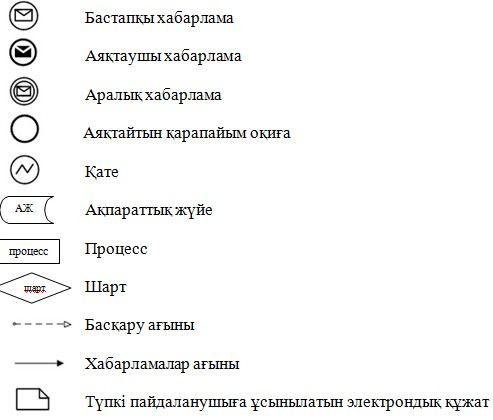 Бастапқы хабарлама
Аяқтаушы хабарлама
Аралық хабарлама
Аяқтайтын қарапайым оқиға
Қате
АЖ Ақпараттық жүйе
процесс Процесс
шарт Шарт
Басқару ағыны
Хабарламалар ағыны
Түпкі пайдаланушыға ұсынылатын электрондық құжат